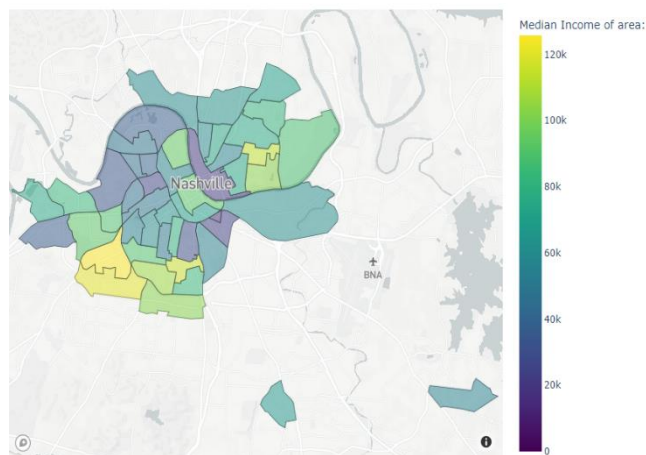 Median Income of area:
120k
100k
80k
60k
40k
20k
0
Nashville
BNA